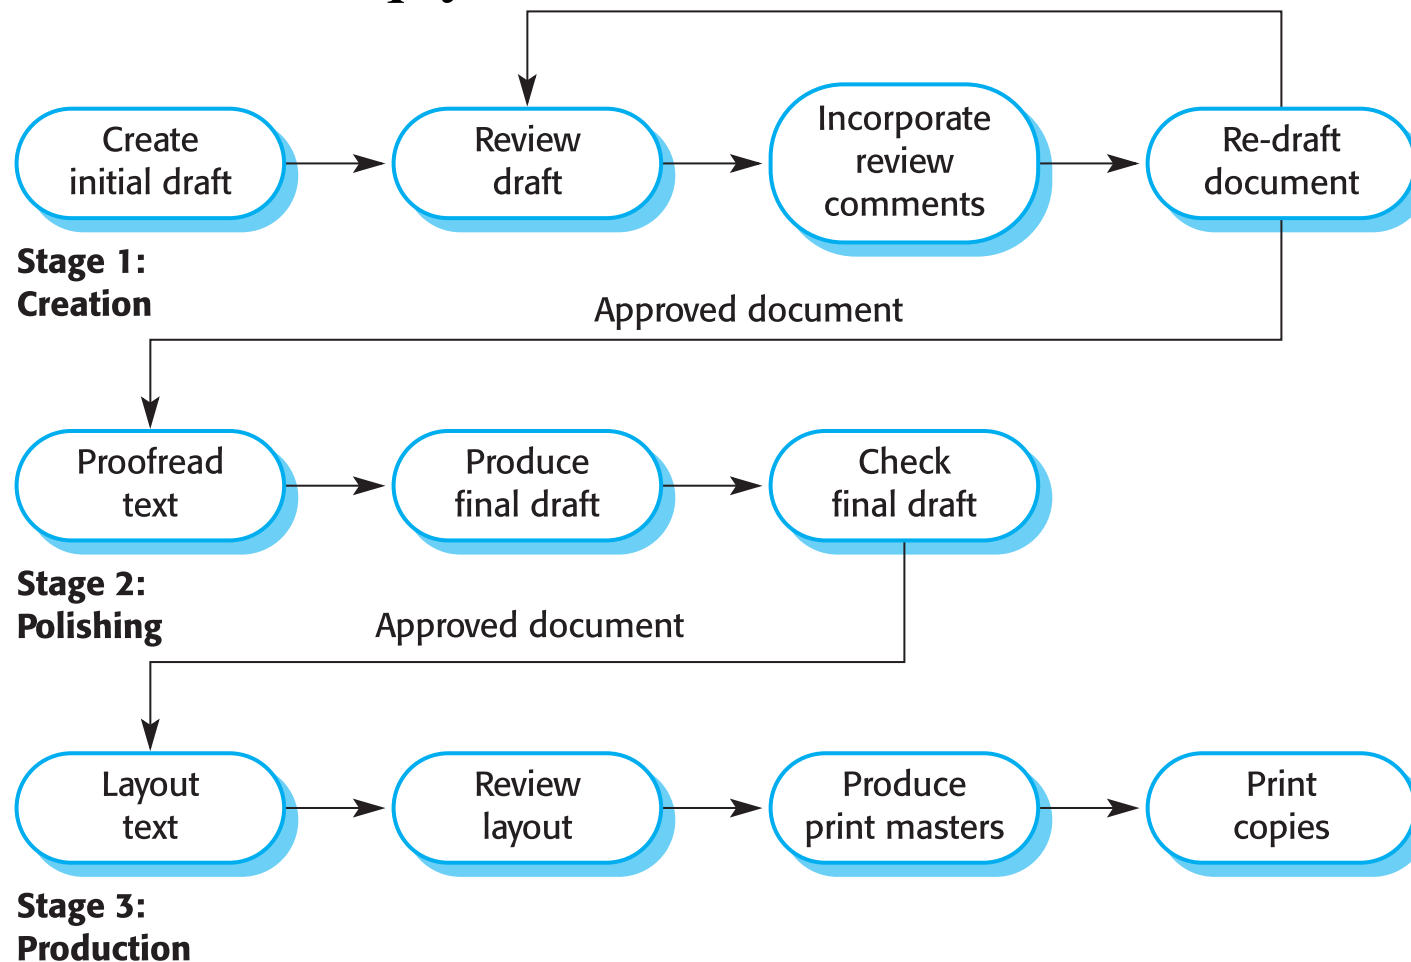 Create
initial draft
Review
draft
Incorporate
review
comments
Re-draft
document
Stage 1:
Creation
Approved document
Proofread
text
Produce
final draft
Check
final draft
Stage 2:
Polishing
Approved document
Layout
text
Review
layout
Produce
print masters
Print
copies
Stage 3:
Production